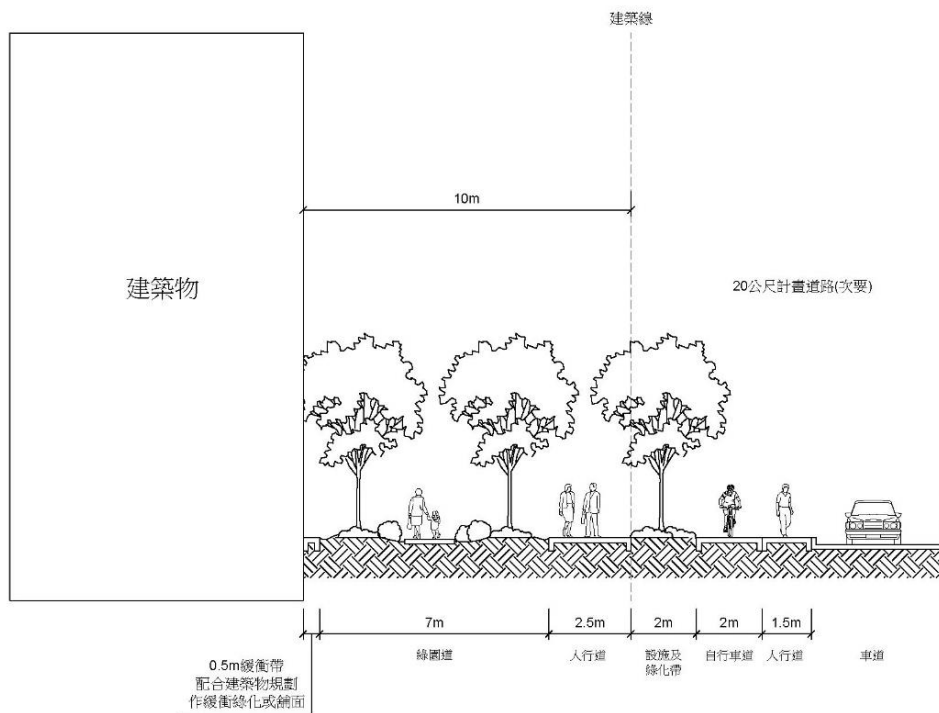 建築線
10m
建築物
20公尺計畫道路(次要)
7m
2.5m
2m
2m
1.5m
綠園道
人行道
設施及
綠化帶
自行車道
人行道
車道
0.5m緩衝帶
配合建築物規劃
作緩衝綠化或舖面